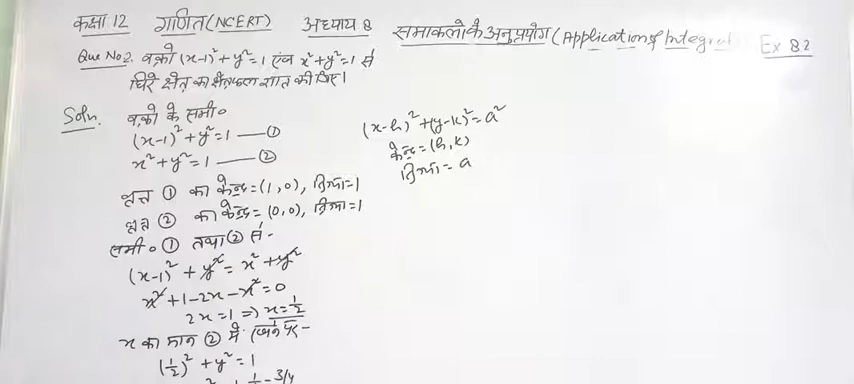 कक्षा 12 गणित (NCERT) अध्याय 8 समाकलो के अनुप्रयोग (Application of Integral Ex 8.2
Que No 2. वक्रो (x-1)²+y²=1 एवं x²+y²=1 से
घिरे क्षेत्र का क्षेत्रफल ज्ञात कीजिए।
Soln. वक्रो के समी०
(x-1)²+y²=1 —— ①
x²+y²=1 —— ②
(x-h)²+(y-k)²=a²
केन्द्र=(h, k)
त्रिज्या= a
वृत्त ① का केन्द्र=(1,0), त्रिज्या=1
वृत्त ② का केन्द्र=(0,0), त्रिज्या=1
समी० ① तथा ② से-
(x-1)²+y²=x²+y²
x²+1-2x-x²=0
2x=1 ⇒ x=1/2
x का मान ② में रखने पर-
(1/2)²+y²=1